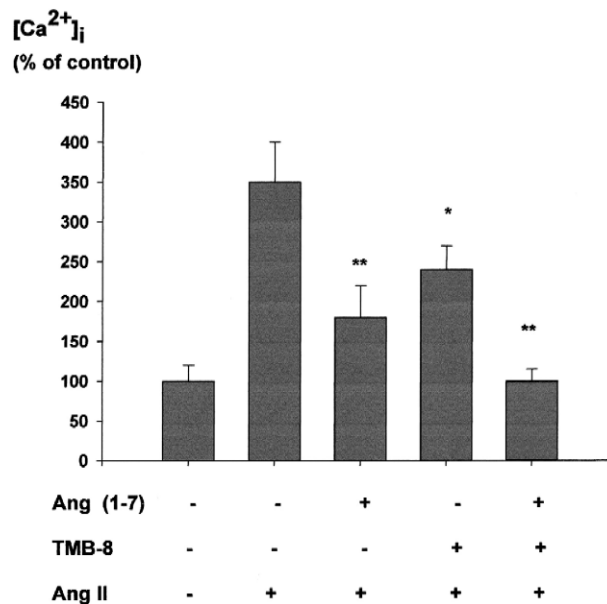 [Ca2+]i
(% of control)
450
400
350
300
250
200
150
100
50
0
*
**
**
Ang (1-7) - - + - +
TMB-8 - - - + +
Ang II - + + + +